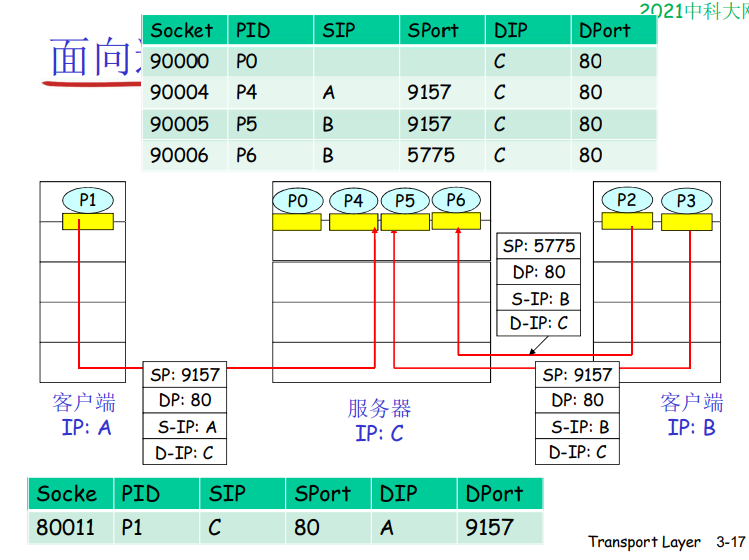 2021中科大网
面向
Socket PID SIP SPort DIP DPort
90000 P0 C 80
90004 P4 A 9157 C 80
90005 P5 B 9157 C 80
90006 P6 B 5775 C 80
P1 P0 P4 P5 P6 P2 P3
SP: 5775
DP: 80
S-IP: B
D-IP: C
SP: 9157
DP: 80
S-IP: A
D-IP: C
SP: 9157
DP: 80
S-IP: B
D-IP: C
客户端
IP: A
服务器
IP: C
客户端
IP: B
Socke PID SIP SPort DIP DPort
80011 P1 C 80 A 9157
Transport Layer 3-17